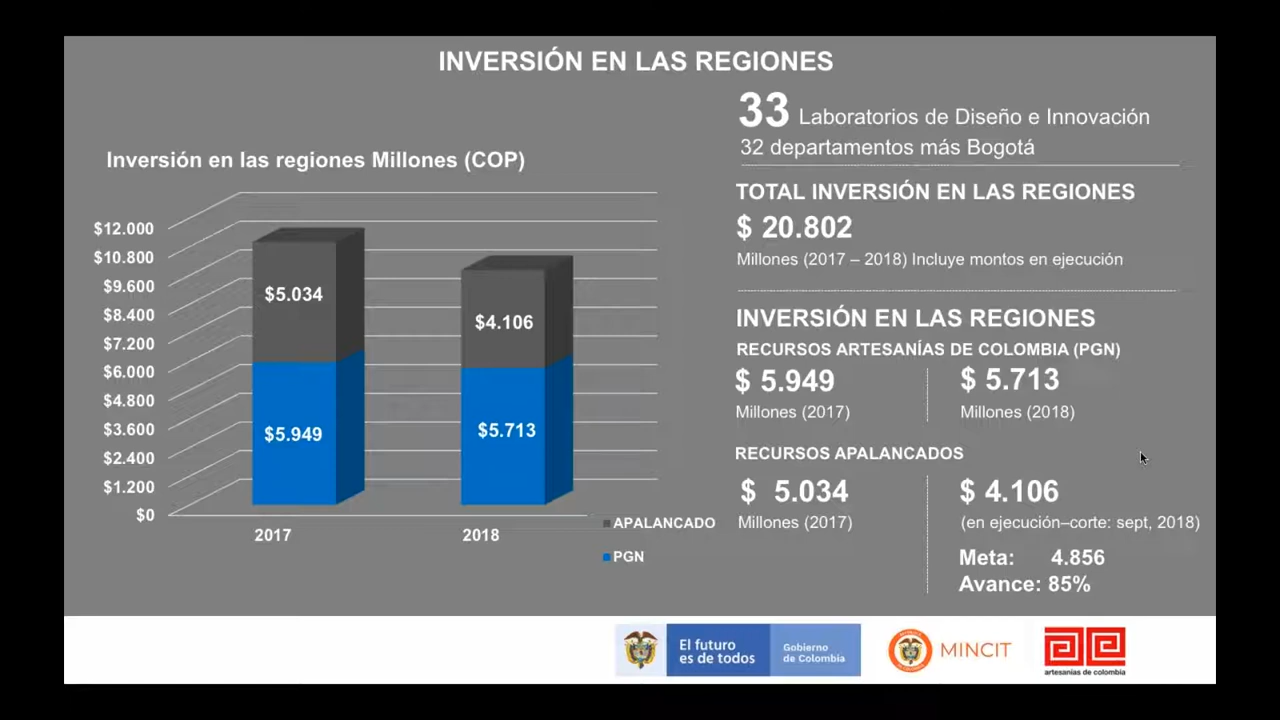 INVERSIÓN EN LAS REGIONES
Inversión en las regiones Millones (COP)
$12.000
$10.800
$9.600
$8.400
$7.200
$6.000
$4.800
$3.600
$2.400
$1.200
$0
$5.034
$5.949
$4.106
$5.713
2017
2018
APALANCADO
PGN
33 Laboratorios de Diseño e Innovación
32 departamentos más Bogotá
TOTAL INVERSIÓN EN LAS REGIONES
$ 20.802
Millones (2017 – 2018) Incluye montos en ejecución
INVERSIÓN EN LAS REGIONES
RECURSOS ARTESANÍAS DE COLOMBIA (PGN)
$ 5.949
Millones (2017)
$ 5.713
Millones (2018)
RECURSOS APALANCADOS
$ 5.034
Millones (2017)
$ 4.106
(en ejecución–corte: sept, 2018)
Meta: 4.856
Avance: 85%
El futuro
es de todos
Gobierno
de Colombia
MINCIT
artesanías de colombia